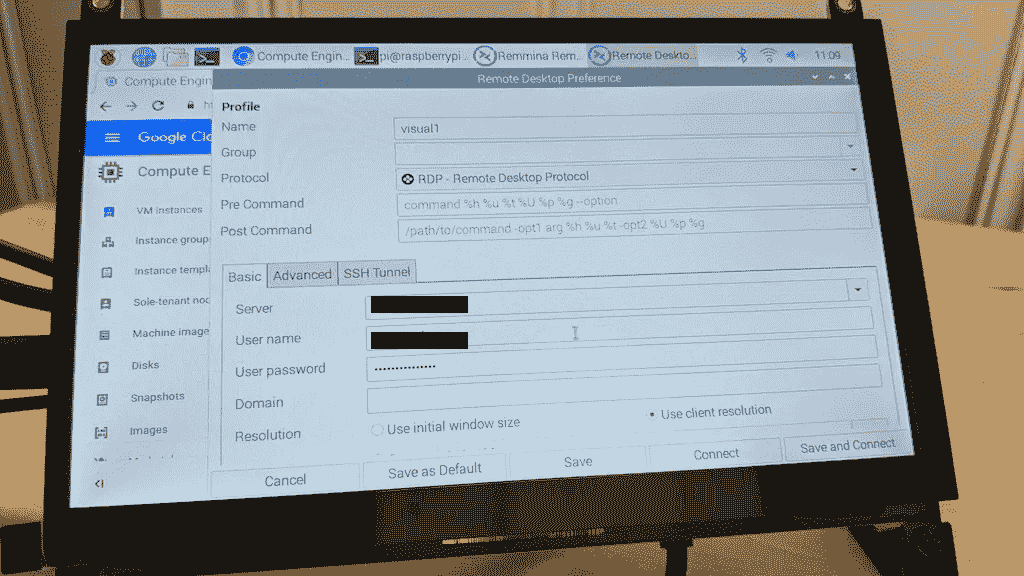 Compute Engin... pi@raspberrypi... Remmina Rem... Remote Deskto... 11:09
Compute Engin
Remote Desktop Preference
Google Clo
Compute E
VM instances
Instance group
Instance templa
Sole-tenant nod
Machine image
Disks
Snapshots
Images
Profile
Name visual1
Group
Protocol RDP - Remote Desktop Protocol
Pre Command command %h %u %t %U %p %g --option
Post Command /path/to/command -opt1 arg %h %u %t -opt2 %U %p %g
Basic Advanced SSH Tunnel
Server
User name
User password •••••••••••••••
Domain
Resolution Use initial window size Use client resolution
Cancel Save as Default Save Connect Save and Connect